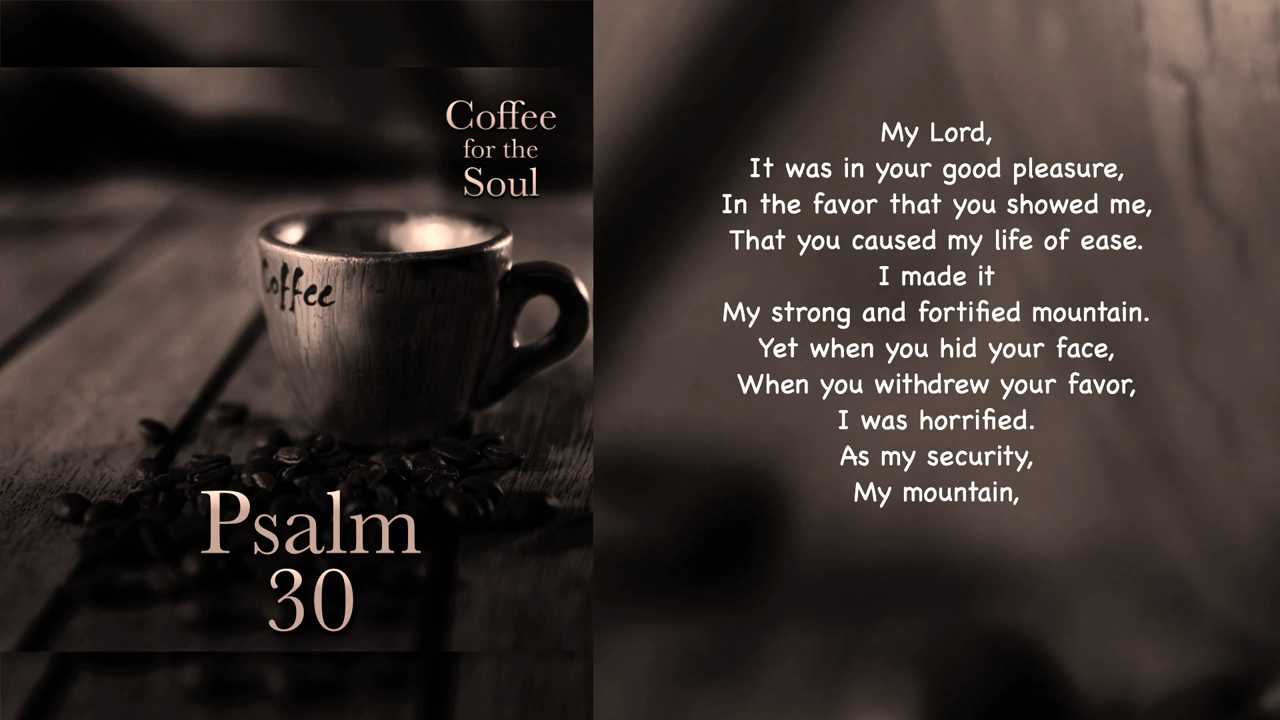 Coffee
for the
Soul
Coffee
Psalm
30
My Lord,
It was in your good pleasure,
In the favor that you showed me,
That you caused my life of ease.
I made it
My strong and fortified mountain.
Yet when you hid your face,
When you withdrew your favor,
I was horrified.
As my security,
My mountain,